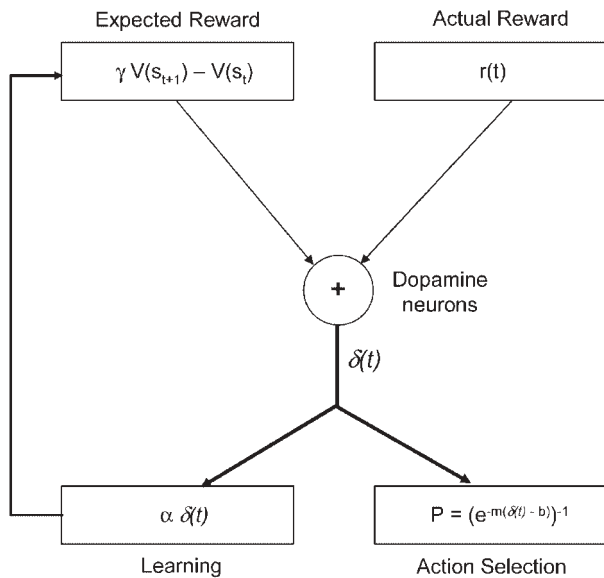 Expected Reward
Actual Reward
γ V(sₜ₊₁) – V(sₜ)
r(t)
+
Dopamine
neurons
δ(t)
α δ(t)
P = (e^-m(δ(t) - b))^-1
Learning
Action Selection